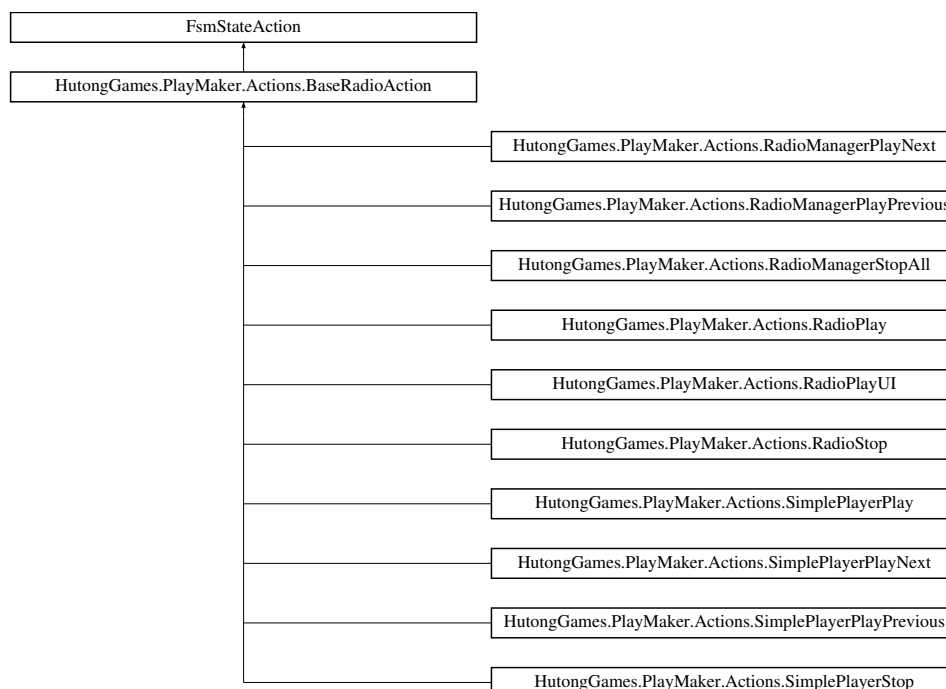 FsmStateAction
HutongGames.PlayMaker.Actions.BaseRadioAction
HutongGames.PlayMaker.Actions.RadioManagerPlayNext
HutongGames.PlayMaker.Actions.RadioManagerPlayPrevious
HutongGames.PlayMaker.Actions.RadioManagerStopAll
HutongGames.PlayMaker.Actions.RadioPlay
HutongGames.PlayMaker.Actions.RadioPlayUI
HutongGames.PlayMaker.Actions.RadioStop
HutongGames.PlayMaker.Actions.SimplePlayerPlay
HutongGames.PlayMaker.Actions.SimplePlayerPlayNext
HutongGames.PlayMaker.Actions.SimplePlayerPlayPrevious
HutongGames.PlayMaker.Actions.SimplePlayerStop